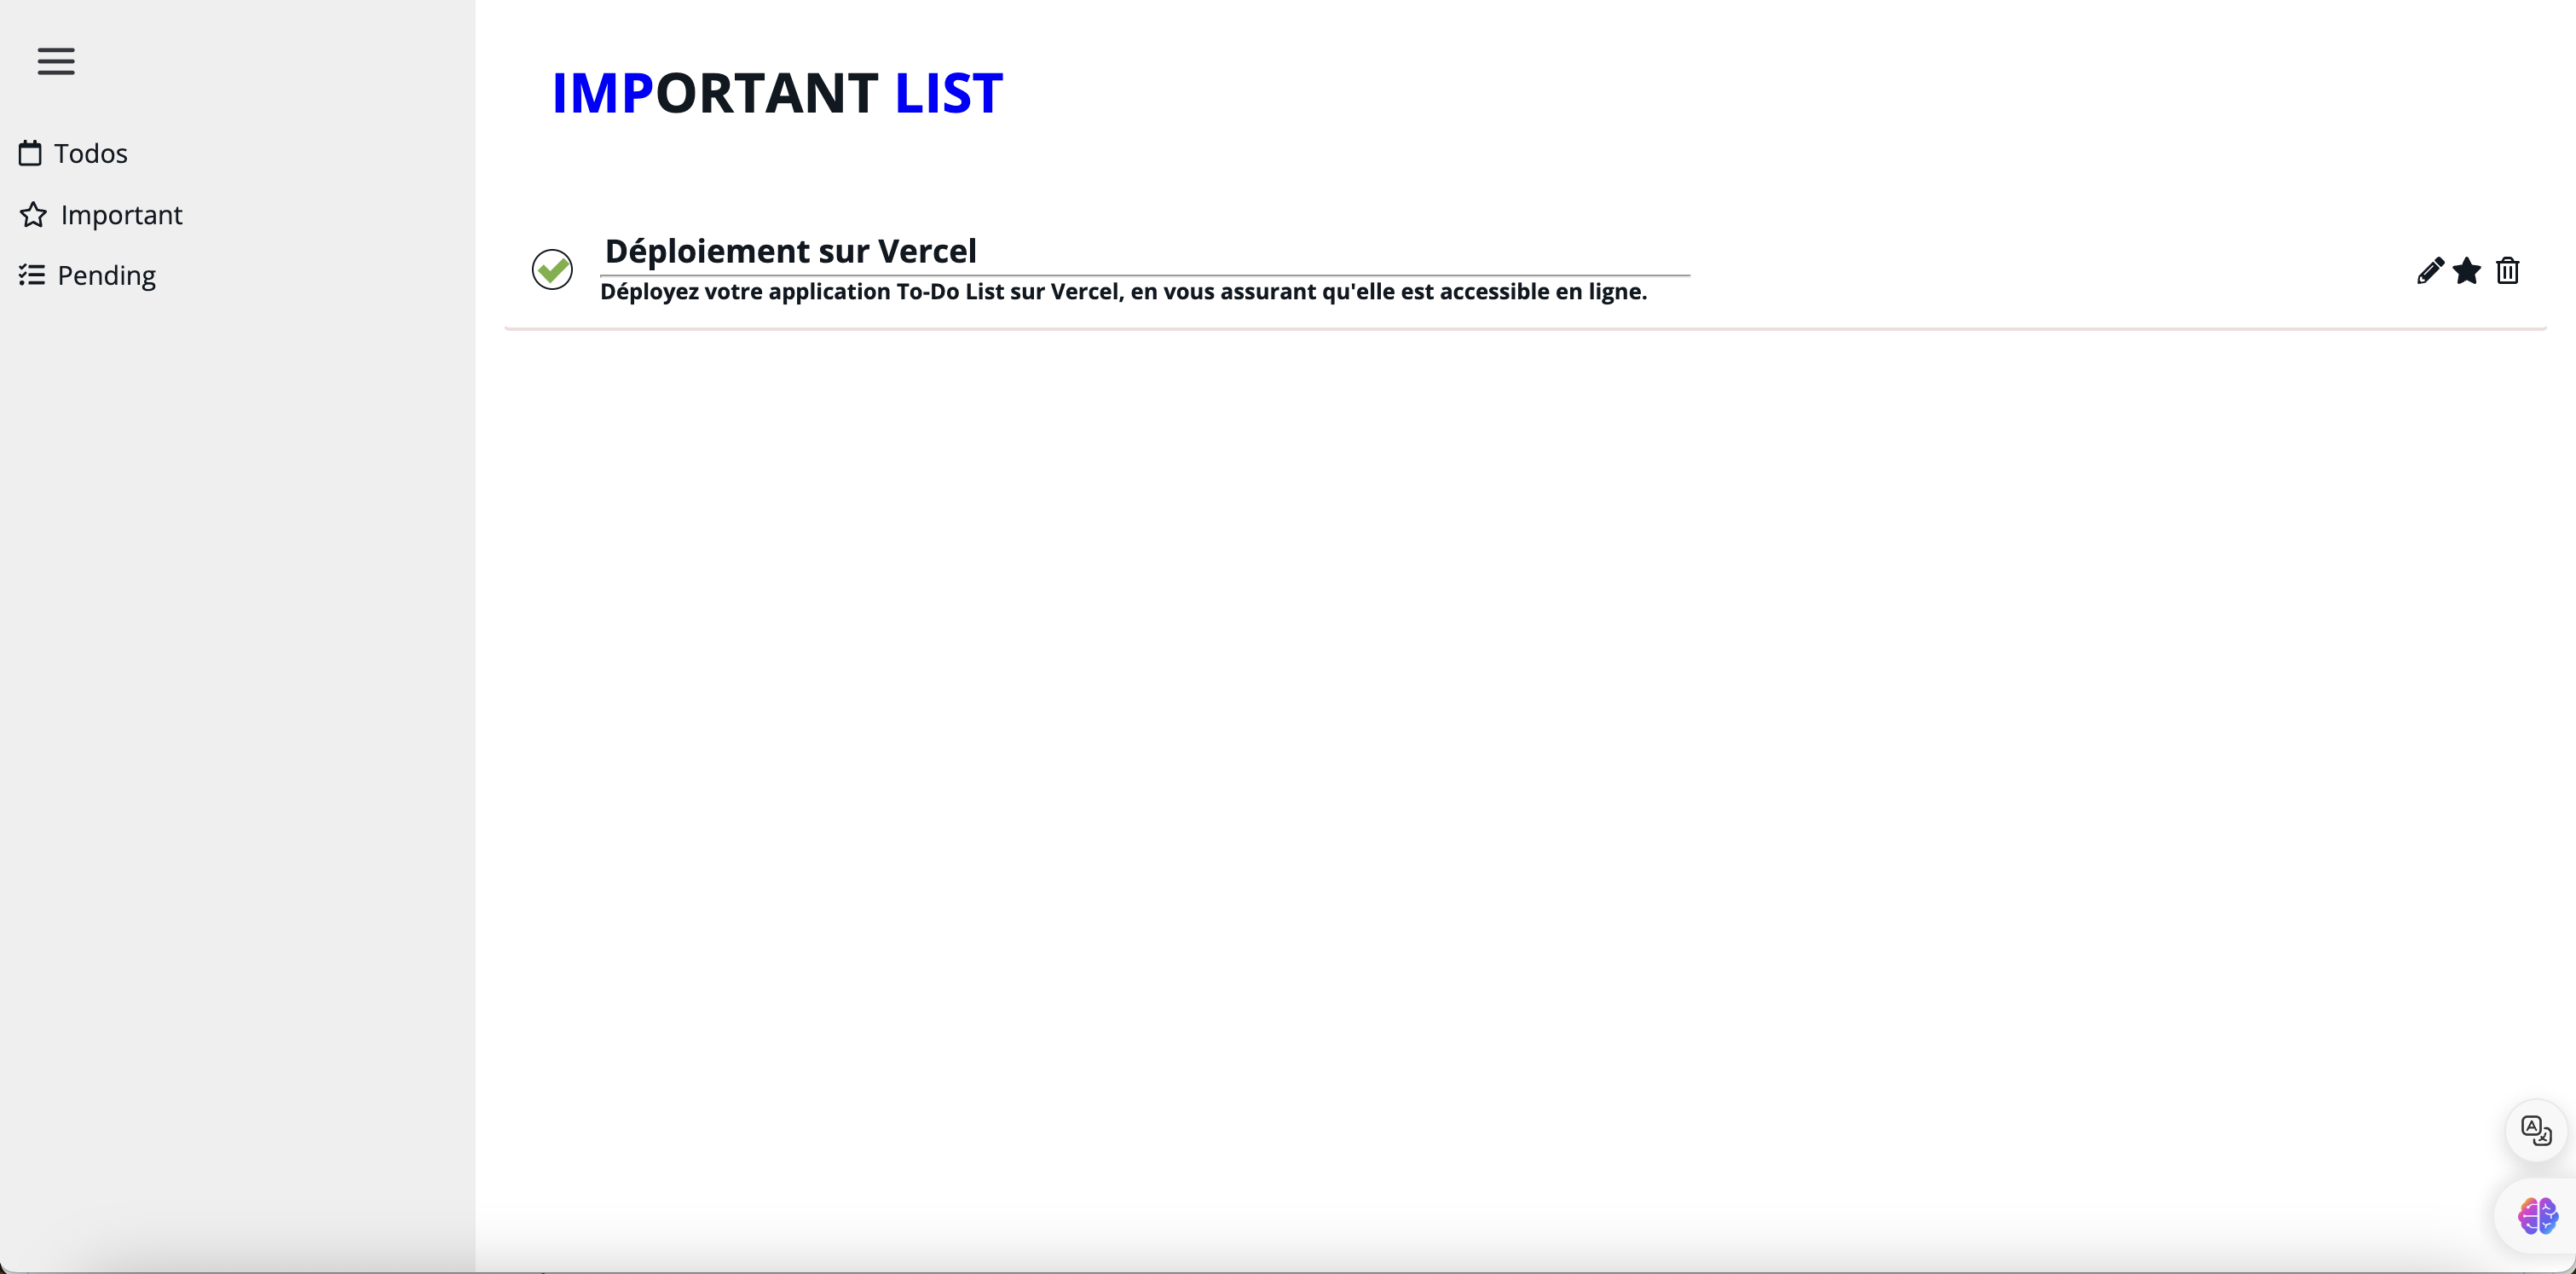 IMPORTANT LIST
Todos
Important
Pending
Déploiement sur Vercel
Déployez votre application To-Do List sur Vercel, en vous assurant qu'elle est accessible en ligne.